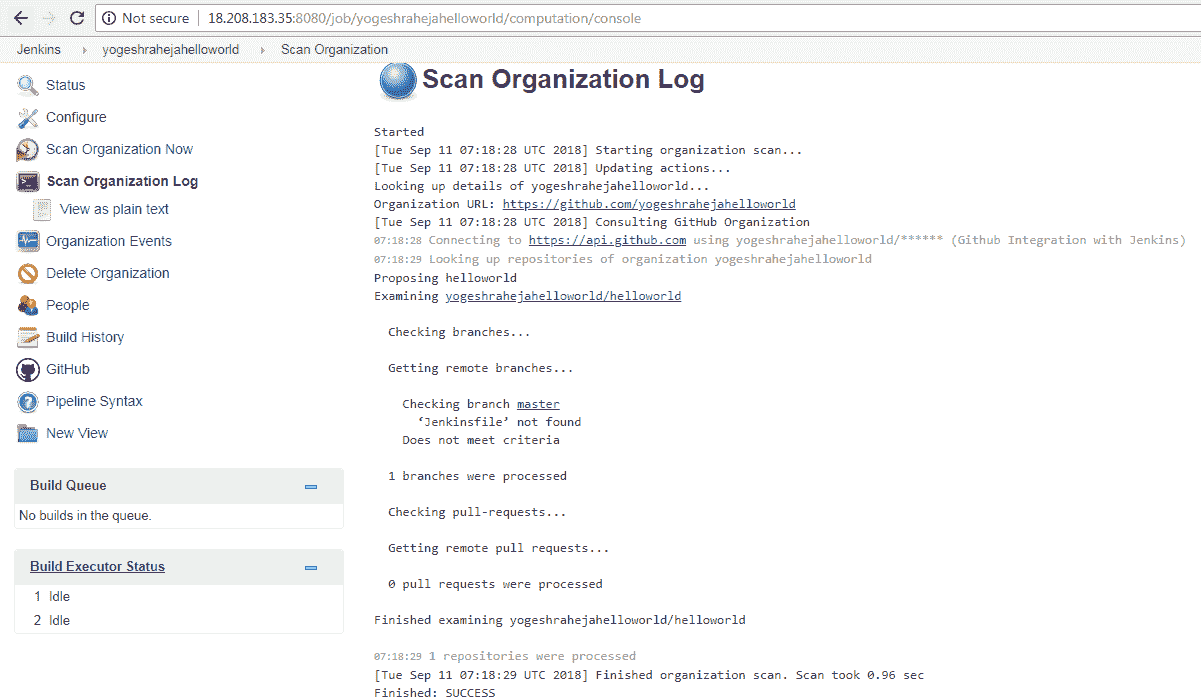 Not secure | 18.208.183.35:8080/job/yogeshrahejahelloworld/computation/console
Jenkins yogeshrahejahelloworld Scan Organization
Status
Configure
Scan Organization Now
Scan Organization Log
View as plain text
Organization Events
Delete Organization
People
Build History
GitHub
Pipeline Syntax
New View
Build Queue
No builds in the queue.
Build Executor Status
1 Idle
2 Idle
Scan Organization Log
Started
[Tue Sep 11 07:18:28 UTC 2018] Starting organization scan...
[Tue Sep 11 07:18:28 UTC 2018] Updating actions...
Looking up details of yogeshrahejahelloworld...
Organization URL: https://github.com/yogeshrahejahelloworld
[Tue Sep 11 07:18:28 UTC 2018] Consulting GitHub Organization
07:18:28 Connecting to https://api.github.com using yogeshrahejahelloworld/****** (Github Integration with Jenkins)
07:18:29 Looking up repositories of organization yogeshrahejahelloworld
Proposing helloworld
Examining yogeshrahejahelloworld/helloworld
Checking branches...
Getting remote branches...
Checking branch master
‘Jenkinsfile’ not found
Does not meet criteria
1 branches were processed
Checking pull-requests...
Getting remote pull requests...
0 pull requests were processed
Finished examining yogeshrahejahelloworld/helloworld
07:18:29 1 repositories were processed
[Tue Sep 11 07:18:29 UTC 2018] Finished organization scan. Scan took 0.96 sec
Finished: SUCCESS